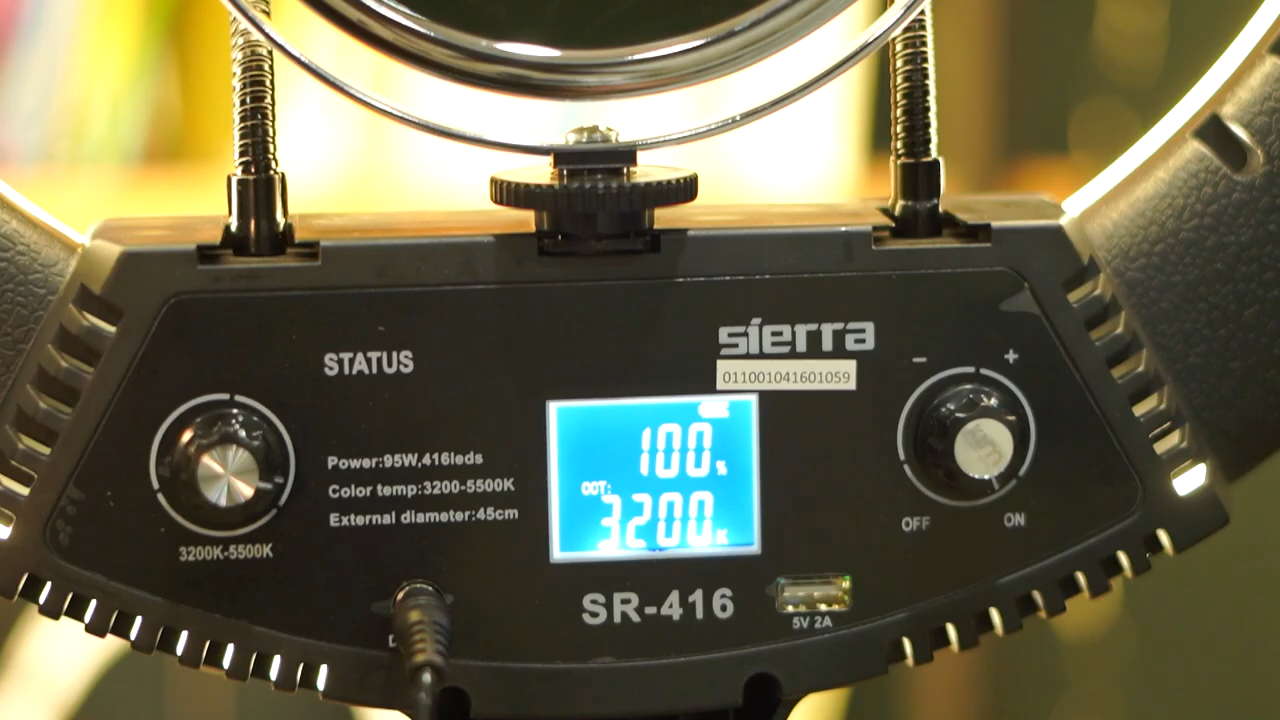 sierra
011001041601059
STATUS
− +
100%
Power:95W,416leds
Color temp:3200-5500K
CCT:
3200K
External diameter:45cm
OFF ON
3200K-5500K
SR-416
5V 2A